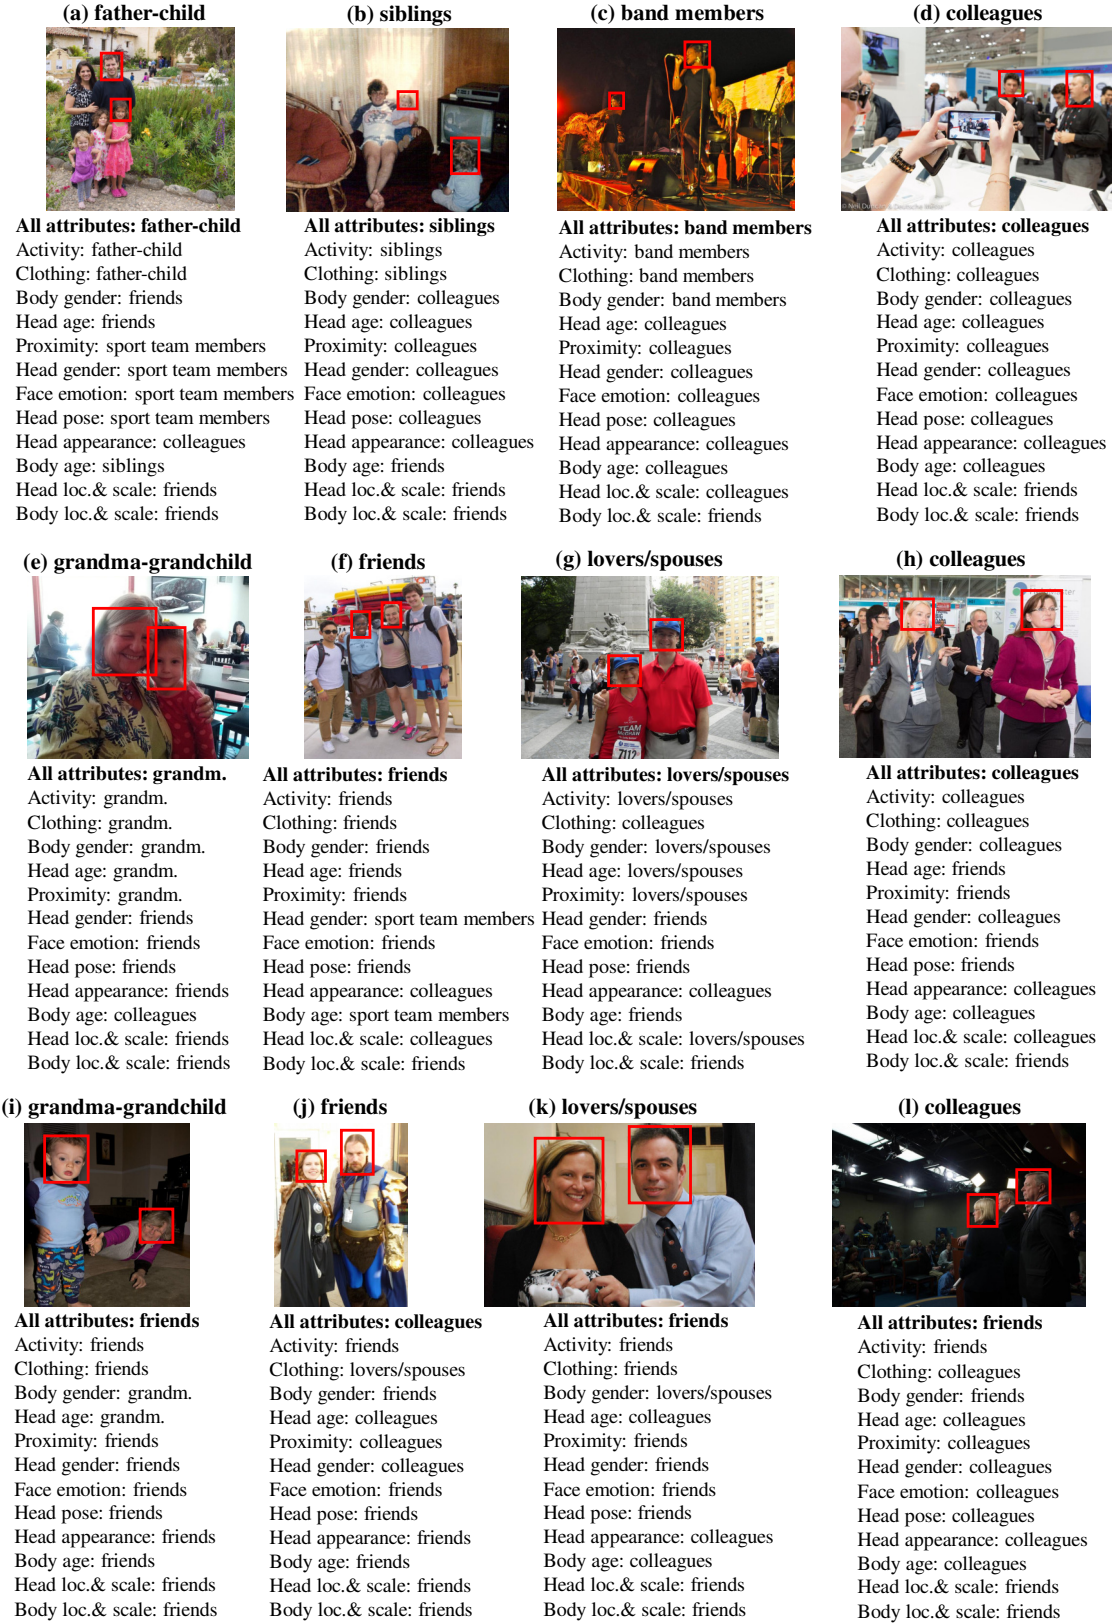 (a) father-child
All attributes: father-child
Activity: father-child
Clothing: father-child
Body gender: friends
Head age: friends
Proximity: sport team members
Head gender: sport team members
Face emotion: sport team members
Head pose: sport team members
Head appearance: colleagues
Body age: siblings
Head loc.& scale: friends
Body loc.& scale: friends
(b) siblings
All attributes: siblings
Activity: siblings
Clothing: siblings
Body gender: colleagues
Head age: colleagues
Proximity: colleagues
Head gender: colleagues
Face emotion: colleagues
Head pose: colleagues
Head appearance: colleagues
Body age: friends
Head loc.& scale: friends
Body loc.& scale: friends
(c) band members
All attributes: band members
Activity: band members
Clothing: band members
Body gender: band members
Head age: colleagues
Proximity: colleagues
Head gender: colleagues
Face emotion: colleagues
Head pose: colleagues
Head appearance: colleagues
Body age: colleagues
Head loc.& scale: colleagues
Body loc.& scale: friends
(d) colleagues
All attributes: colleagues
Activity: colleagues
Clothing: colleagues
Body gender: colleagues
Head age: colleagues
Proximity: colleagues
Head gender: colleagues
Face emotion: colleagues
Head pose: colleagues
Head appearance: colleagues
Body age: colleagues
Head loc.& scale: friends
Body loc.& scale: friends
(e) grandma-grandchild
All attributes: grandm.
Activity: grandm.
Clothing: grandm.
Body gender: grandm.
Head age: grandm.
Proximity: grandm.
Head gender: friends
Face emotion: friends
Head pose: friends
Head appearance: friends
Body age: colleagues
Head loc.& scale: friends
Body loc.& scale: friends
(f) friends
All attributes: friends
Activity: friends
Clothing: friends
Body gender: friends
Head age: friends
Proximity: friends
Head gender: sport team members
Face emotion: friends
Head pose: friends
Head appearance: colleagues
Body age: sport team members
Head loc.& scale: colleagues
Body loc.& scale: friends
(g) lovers/spouses
TEAM
7112
All attributes: lovers/spouses
Activity: lovers/spouses
Clothing: colleagues
Body gender: lovers/spouses
Head age: lovers/spouses
Proximity: lovers/spouses
Head gender: friends
Face emotion: friends
Head pose: friends
Head appearance: colleagues
Body age: friends
Head loc.& scale: lovers/spouses
Body loc.& scale: friends
(h) colleagues
All attributes: colleagues
Activity: colleagues
Clothing: colleagues
Body gender: colleagues
Head age: friends
Proximity: friends
Head gender: colleagues
Face emotion: friends
Head pose: friends
Head appearance: colleagues
Body age: colleagues
Head loc.& scale: colleagues
Body loc.& scale: friends
(i) grandma-grandchild
All attributes: friends
Activity: friends
Clothing: friends
Body gender: grandm.
Head age: grandm.
Proximity: friends
Head gender: friends
Face emotion: friends
Head pose: friends
Head appearance: friends
Body age: friends
Head loc.& scale: friends
Body loc.& scale: friends
(j) friends
All attributes: colleagues
Activity: friends
Clothing: lovers/spouses
Body gender: friends
Head age: colleagues
Proximity: colleagues
Head gender: colleagues
Face emotion: friends
Head pose: friends
Head appearance: friends
Body age: friends
Head loc.& scale: friends
Body loc.& scale: friends
(k) lovers/spouses
All attributes: friends
Activity: friends
Clothing: friends
Body gender: lovers/spouses
Head age: colleagues
Proximity: friends
Head gender: friends
Face emotion: friends
Head pose: friends
Head appearance: colleagues
Body age: colleagues
Head loc.& scale: friends
Body loc.& scale: friends
(l) colleagues
All attributes: friends
Activity: friends
Clothing: colleagues
Body gender: friends
Head age: colleagues
Proximity: colleagues
Head gender: colleagues
Face emotion: colleagues
Head pose: colleagues
Head appearance: colleagues
Body age: colleagues
Head loc.& scale: friends
Body loc.& scale: friends